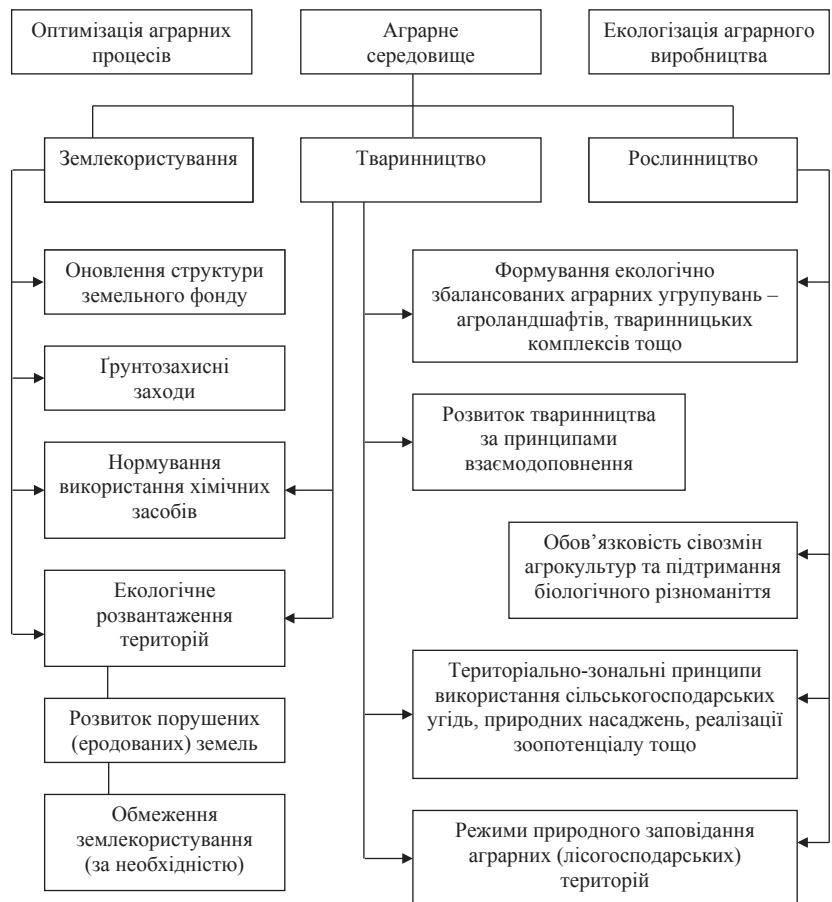 Оптимізація аграрних
процесів
Аграрне
середовище
Екологізація аграрного
виробництва
Землекористування
Тваринництво
Рослинництво
Оновлення структури
земельного фонду
Ґрунтозахисні
заходи
Нормування
використання хімічних
засобів
Екологічне
розвантаження
територій
Розвиток порушених
(еродованих) земель
Обмеження
землекористування
(за необхідністю)
Формування екологічно
збалансованих аграрних угрупувань –
агроландшафтів, тваринницьких
комплексів тощо
Розвиток тваринництва
за принципами
взаємодоповнення
Обов’язковість сівозмін
агрокультур та підтримання
біологічного різноманіття
Територіально-зональні принципи
використання сільськогосподарських
угідь, природних насаджень, реалізації
зоопотенціалу тощо
Режими природного заповідання
аграрних (лісогосподарських)
територій